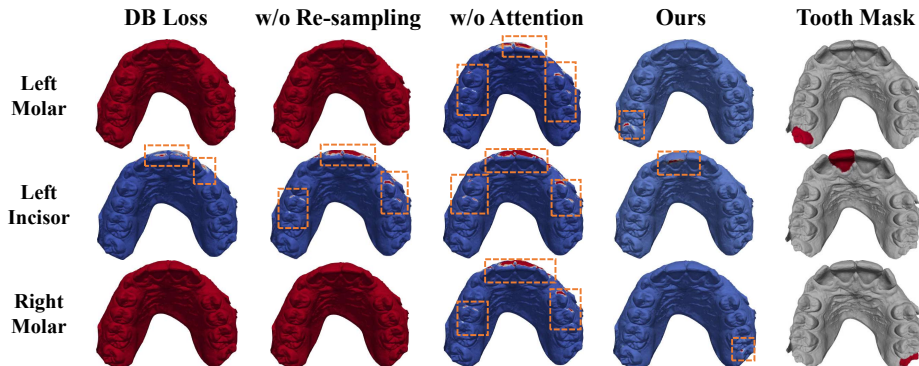 DB Loss w/o Re-sampling w/o Attention Ours Tooth Mask
Left
Molar
Left
Incisor
Right
Molar